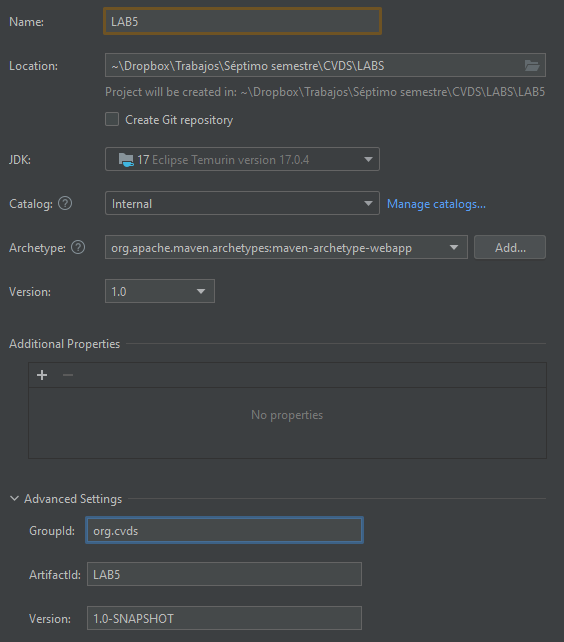 Name: LAB5
Location: ~\Dropbox\Trabajos\Séptimo semestre\CVDS\LABS
Project will be created in: ~\Dropbox\Trabajos\Séptimo semestre\CVDS\LABS\LAB5
Create Git repository
JDK: 17 Eclipse Temurin version 17.0.4
Catalog: ? Internal Manage catalogs...
Archetype: ? org.apache.maven.archetypes:maven-archetype-webapp Add...
Version: 1.0
Additional Properties
+ −
No properties
Advanced Settings
GroupId: org.cvds
ArtifactId: LAB5
Version: 1.0-SNAPSHOT